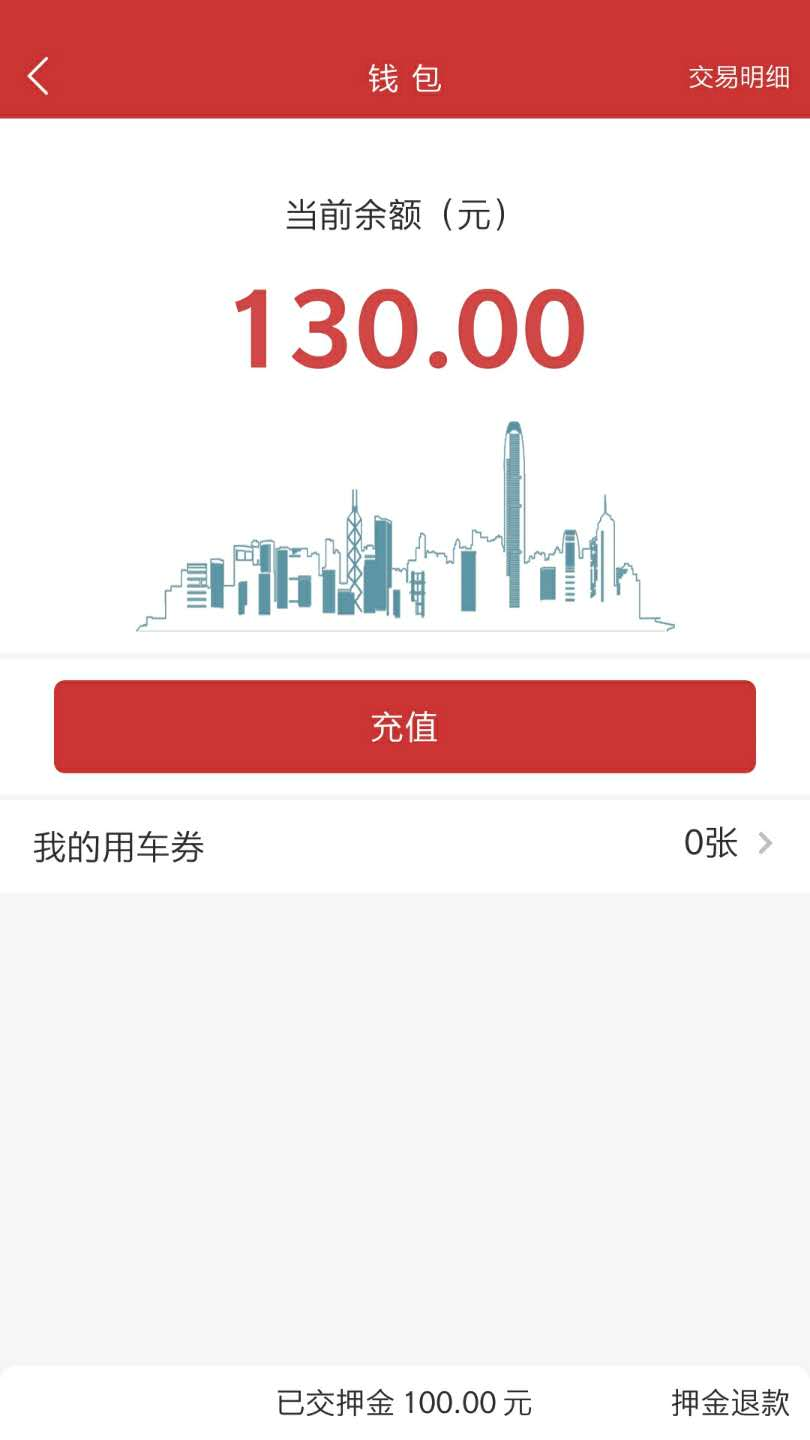 钱包
交易明细
当前余额（元）
130.00
充值
我的用车券 0张
已交押金 100.00 元 押金退款